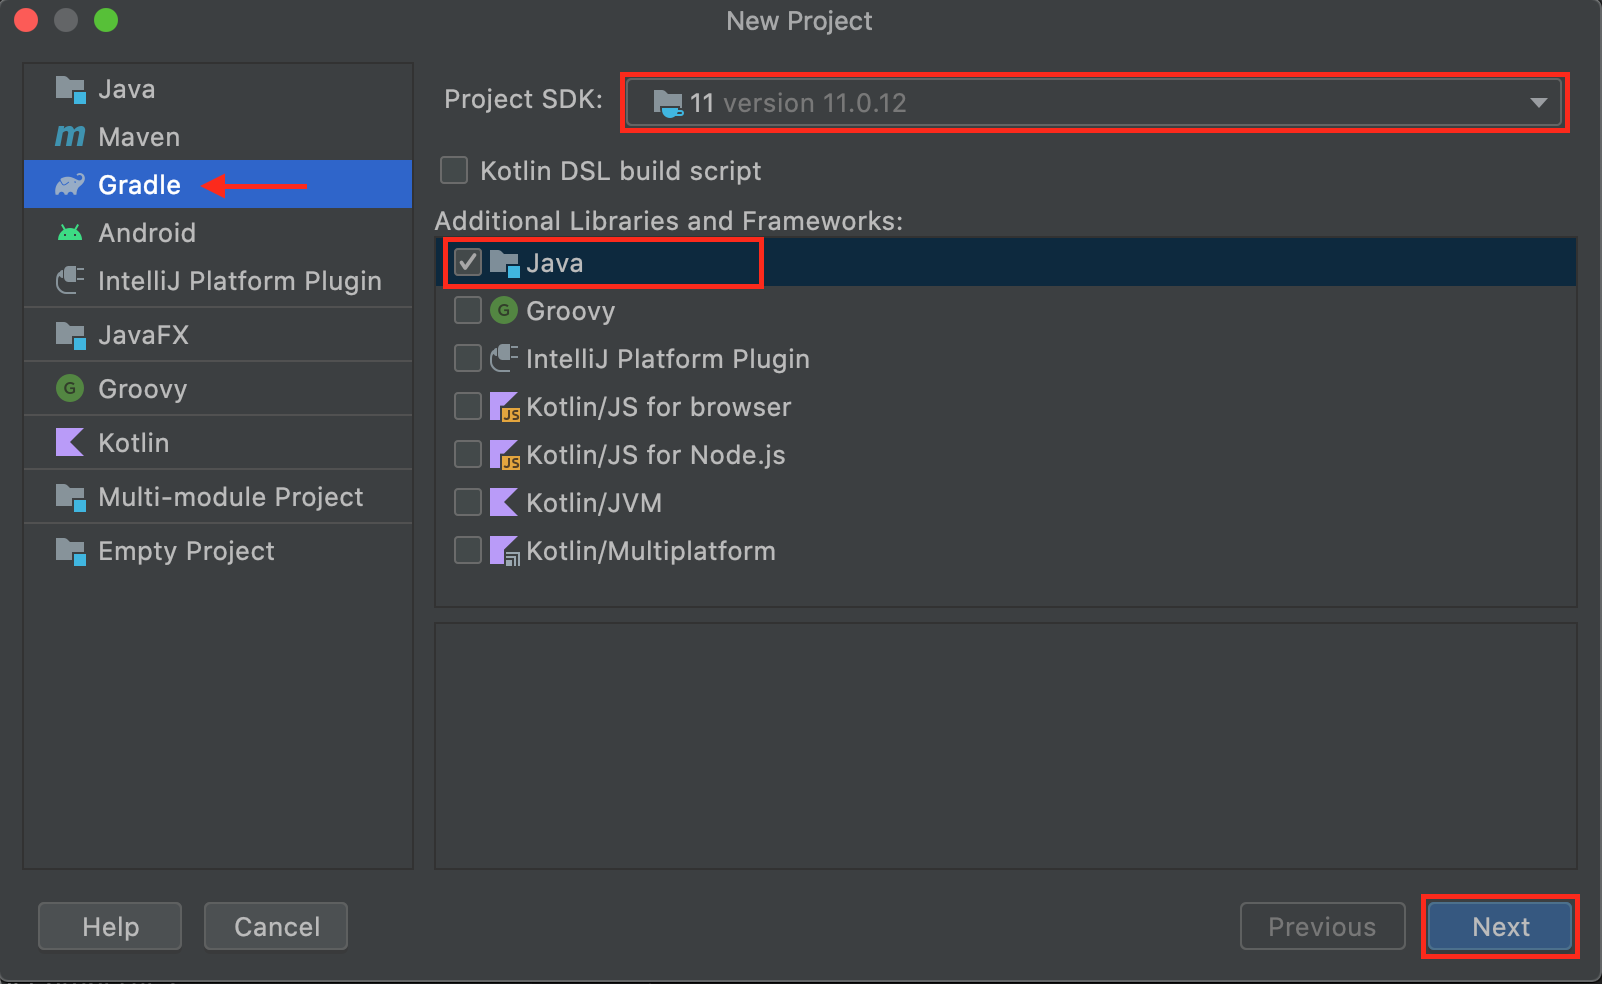 New Project
Java
Maven
Gradle
Android
IntelliJ Platform Plugin
JavaFX
Groovy
Kotlin
Multi-module Project
Empty Project
Project SDK: 11 version 11.0.12
Kotlin DSL build script
Additional Libraries and Frameworks:
Java
G Groovy
IntelliJ Platform Plugin
JS Kotlin/JS for browser
JS Kotlin/JS for Node.js
Kotlin/JVM
Kotlin/Multiplatform
Help Cancel Previous Next